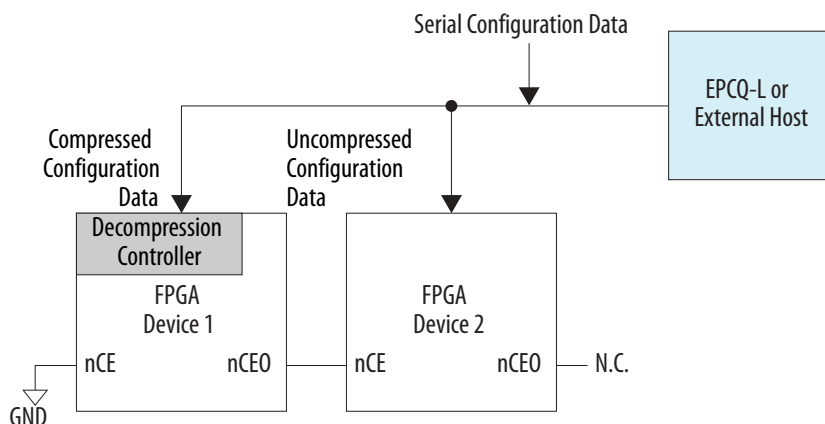 Serial Configuration Data
EPCQ-L or
External Host
Compressed
Configuration
Data
Uncompressed
Configuration
Data
Decompression
Controller
FPGA
Device 1
FPGA
Device 2
nCE
nCEO
nCE
nCEO
N.C.
GND